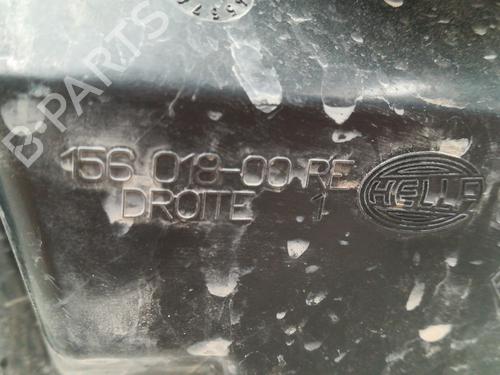 B-PARTS
156 018-00 RE
DROITE 1
HELLA